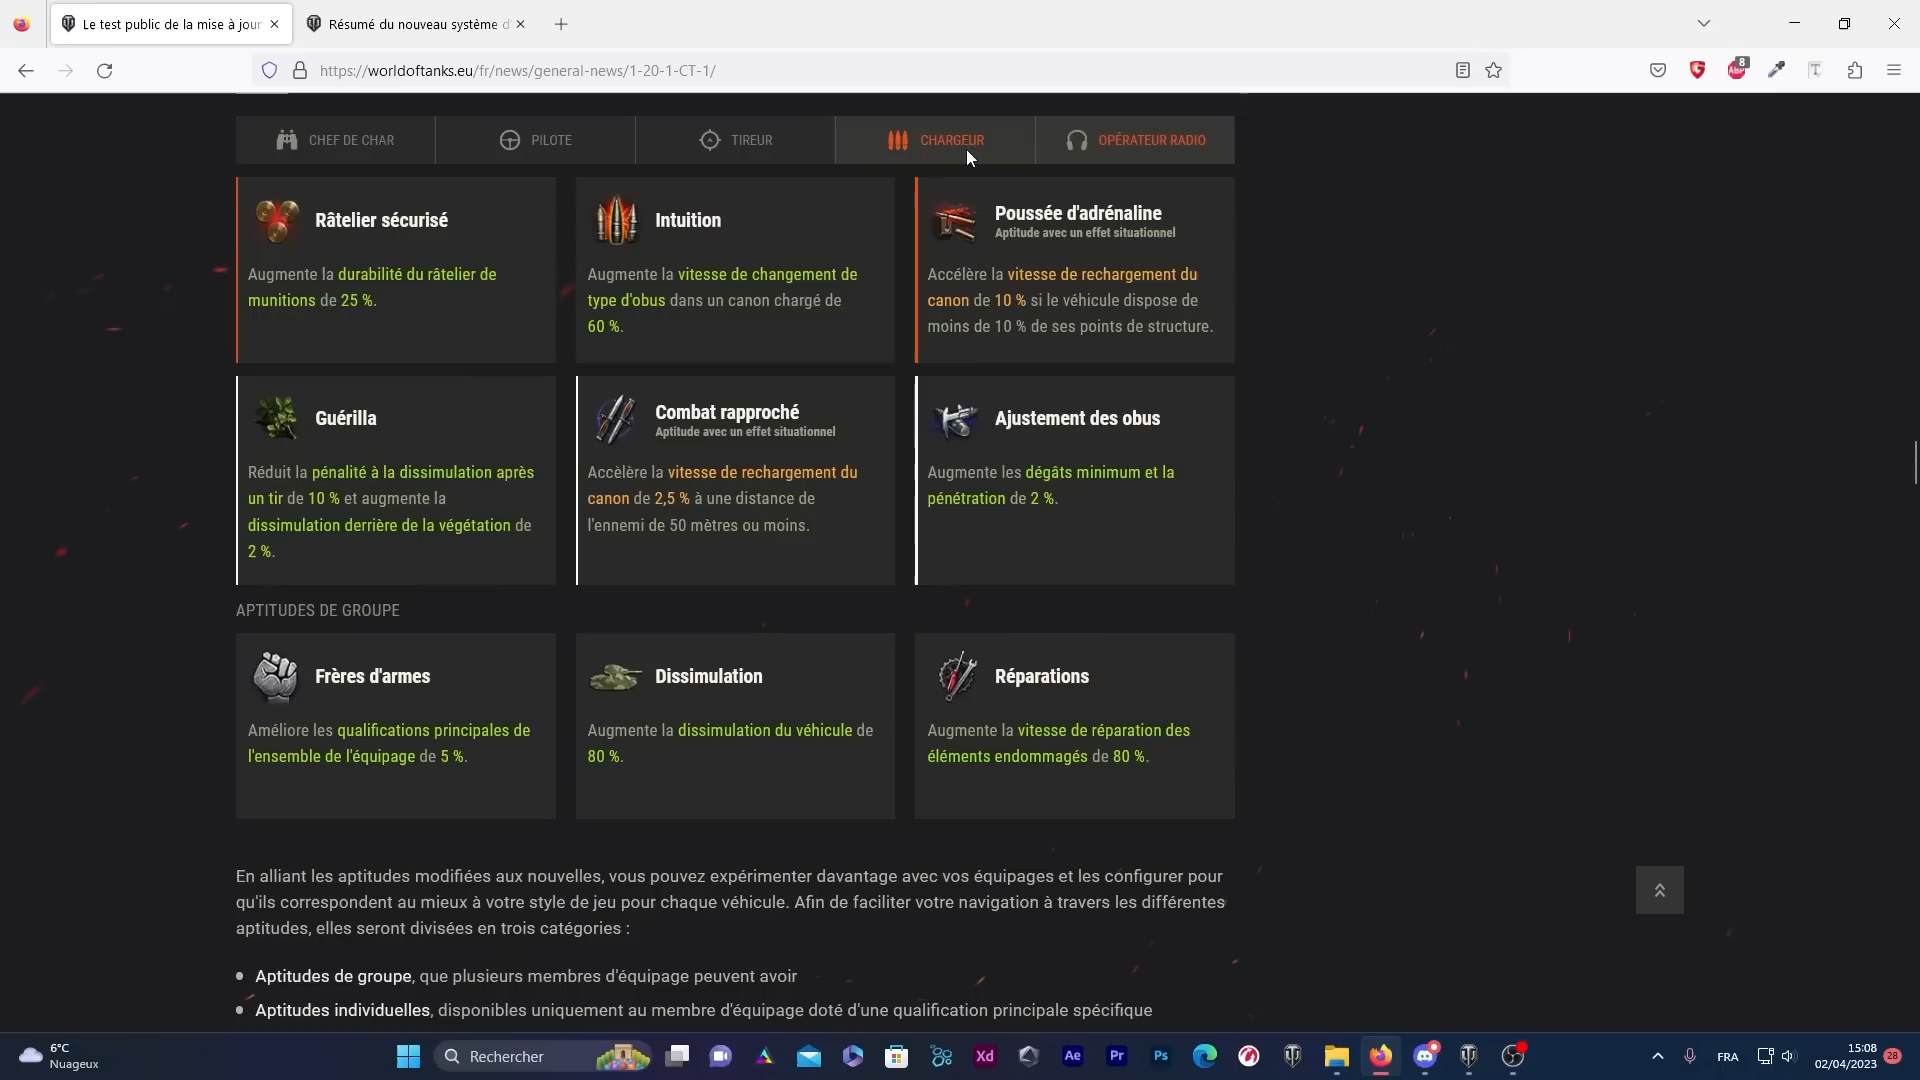 Le test public de la mise à jour
Résumé du nouveau système d
https://worldoftanks.eu/fr/news/general-news/1-20-1-CT-1/
8
CHEF DE CHAR
PILOTE
TIREUR
CHARGEUR
OPÉRATEUR RADIO
Râtelier sécurisé
Augmente la durabilité du râtelier de
munitions de 25 %.
Intuition
Augmente la vitesse de changement de
type d'obus dans un canon chargé de
60 %.
Poussée d'adrénaline
Aptitude avec un effet situationnel
Accélère la vitesse de rechargement du
canon de 10 % si le véhicule dispose de
moins de 10 % de ses points de structure.
Guérilla
Réduit la pénalité à la dissimulation après
un tir de 10 % et augmente la
dissimulation derrière de la végétation de
2 %.
Combat rapproché
Aptitude avec un effet situationnel
Accèlère la vitesse de rechargement du
canon de 2,5 % à une distance de
l'ennemi de 50 mètres ou moins.
Ajustement des obus
Augmente les dégâts minimum et la
pénétration de 2 %.
APTITUDES DE GROUPE
Frères d'armes
Améliore les qualifications principales de
l'ensemble de l'équipage de 5 %.
Dissimulation
Augmente la dissimulation du véhicule de
80 %.
Réparations
Augmente la vitesse de réparation des
éléments endommagés de 80 %.
En alliant les aptitudes modifiées aux nouvelles, vous pouvez expérimenter davantage avec vos équipages et les configurer pour
qu'ils correspondent au mieux à votre style de jeu pour chaque véhicule. Afin de faciliter votre navigation à travers les différentes
aptitudes, elles seront divisées en trois catégories :
Aptitudes de groupe, que plusieurs membres d'équipage peuvent avoir
Aptitudes individuelles, disponibles uniquement au membre d'équipage doté d'une qualification principale spécifique
6°C
Nuageux
Rechercher
Xd
Ae
Pr
Ps
FRA
15:08
02/04/2023
28